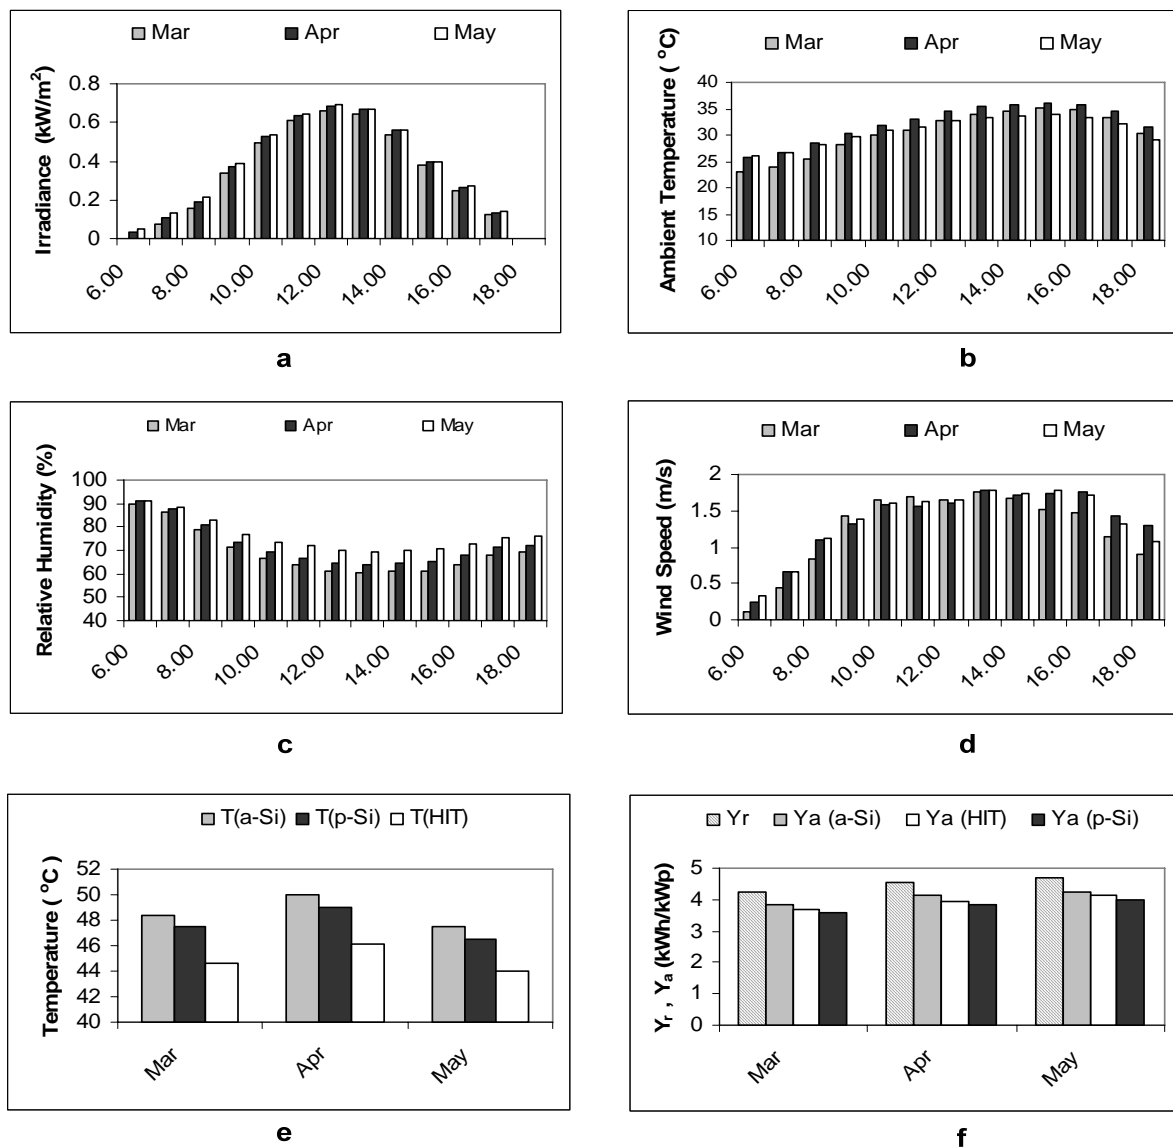 Mar Apr May
Irradiance (kW/m²)
0.8
0.6
0.4
0.2
0
6.00 8.00 10.00 12.00 14.00 16.00 18.00
a
Mar Apr May
Ambient Temperature ( °C)
40
35
30
25
20
15
10
6.00 8.00 10.00 12.00 14.00 16.00 18.00
b
Mar Apr May
Relative Humidity (%)
100
90
80
70
60
50
40
6.00 8.00 10.00 12.00 14.00 16.00 18.00
c
Mar Apr May
Wind Speed (m/s)
2
1.5
1
0.5
0
6.00 8.00 10.00 12.00 14.00 16.00 18.00
d
T(a-Si) T(p-Si) T(HIT)
Temperature ( °C)
52
50
48
46
44
42
40
Mar Apr May
e
Yr Ya (a-Si) Ya (HIT) Ya (p-Si)
Yr , Ya (kWh/kWp)
5
4
3
2
1
0
Mar Apr May
f